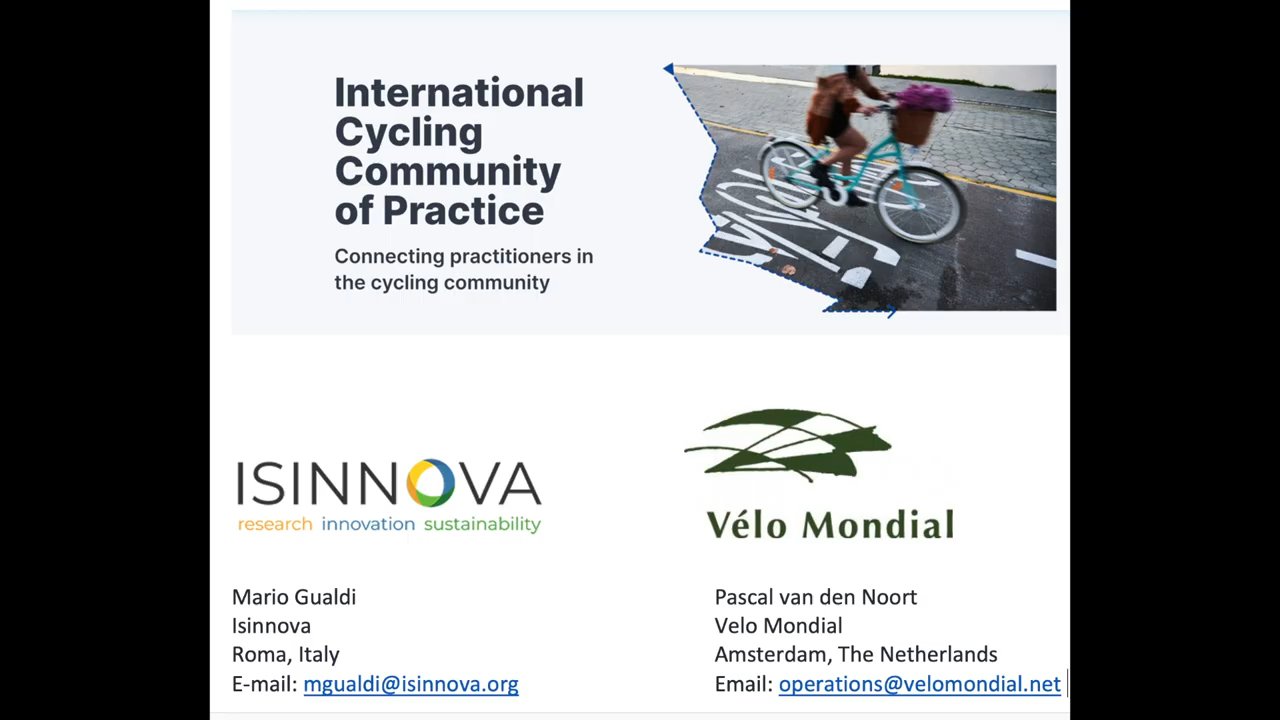 International
Cycling
Community
of Practice
Connecting practitioners in
the cycling community
ISINNOVA
research innovation sustainability
Vélo Mondial
Mario Gualdi
Isinnova
Roma, Italy
E-mail: mgualdi@isinnova.org
Pascal van den Noort
Velo Mondial
Amsterdam, The Netherlands
Email: operations@velomondial.net